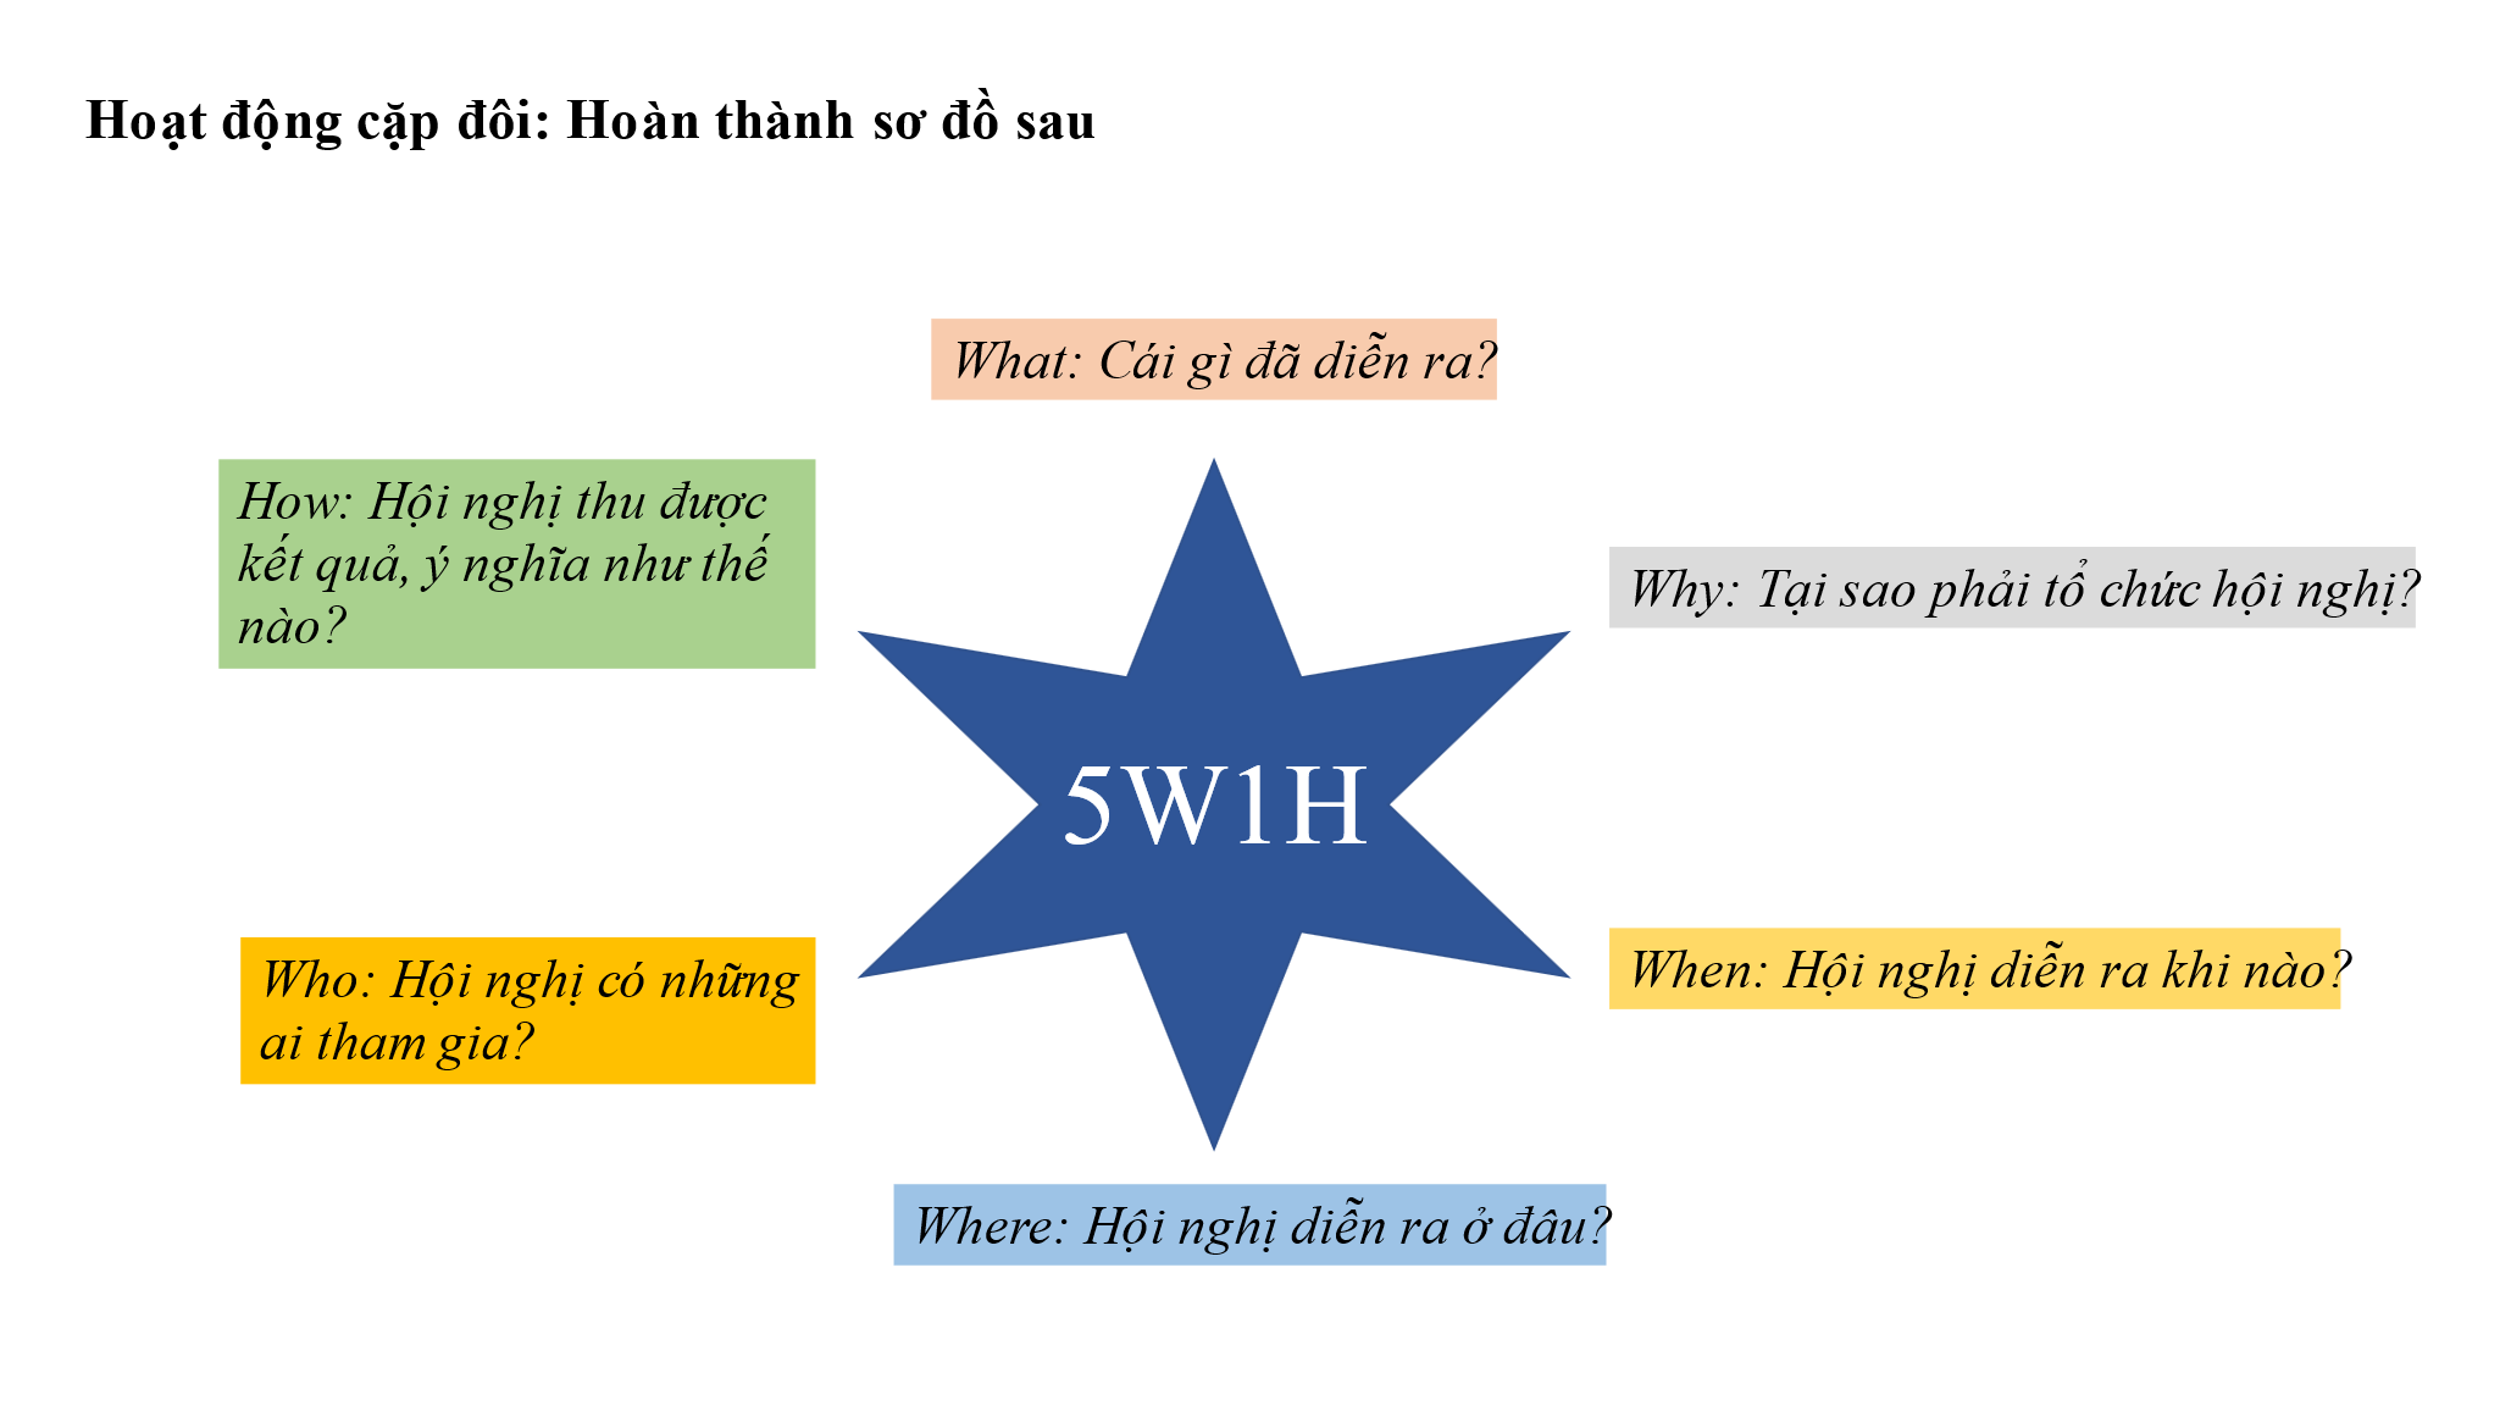 Hoạt động cặp đôi: Hoàn thành sơ đồ sau
What: Cái gì đã diễn ra?
How: Hội nghị thu được
kết quả, ý nghĩa như thế
nào?
Why: Tại sao phải tổ chức hội nghị?
5W1H
Who: Hội nghị có những
ai tham gia?
When: Hội nghị diễn ra khi nào?
Where: Hội nghị diễn ra ở đâu?